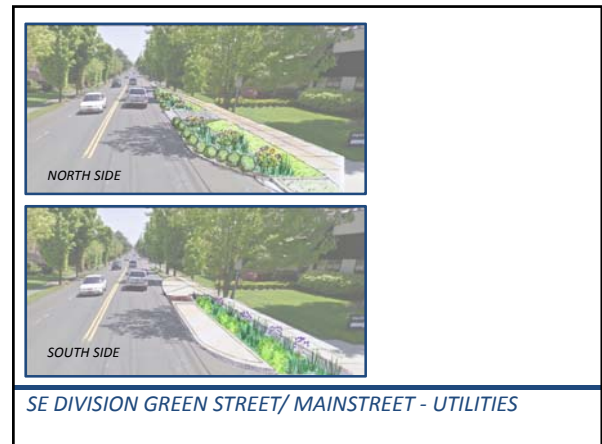 NORTH SIDE
SOUTH SIDE
SE DIVISION GREEN STREET/ MAINSTREET - UTILITIES